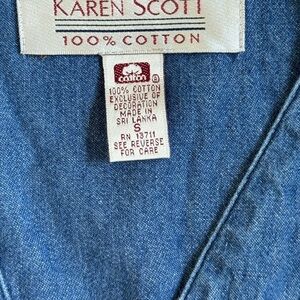 KAREN SCOTT
100% COTTON
cotton ®
100% COTTON
EXCLUSIVE OF
DECORATION
MADE IN
SRI LANKA
S
RN 13711
SEE REVERSE
FOR CARE